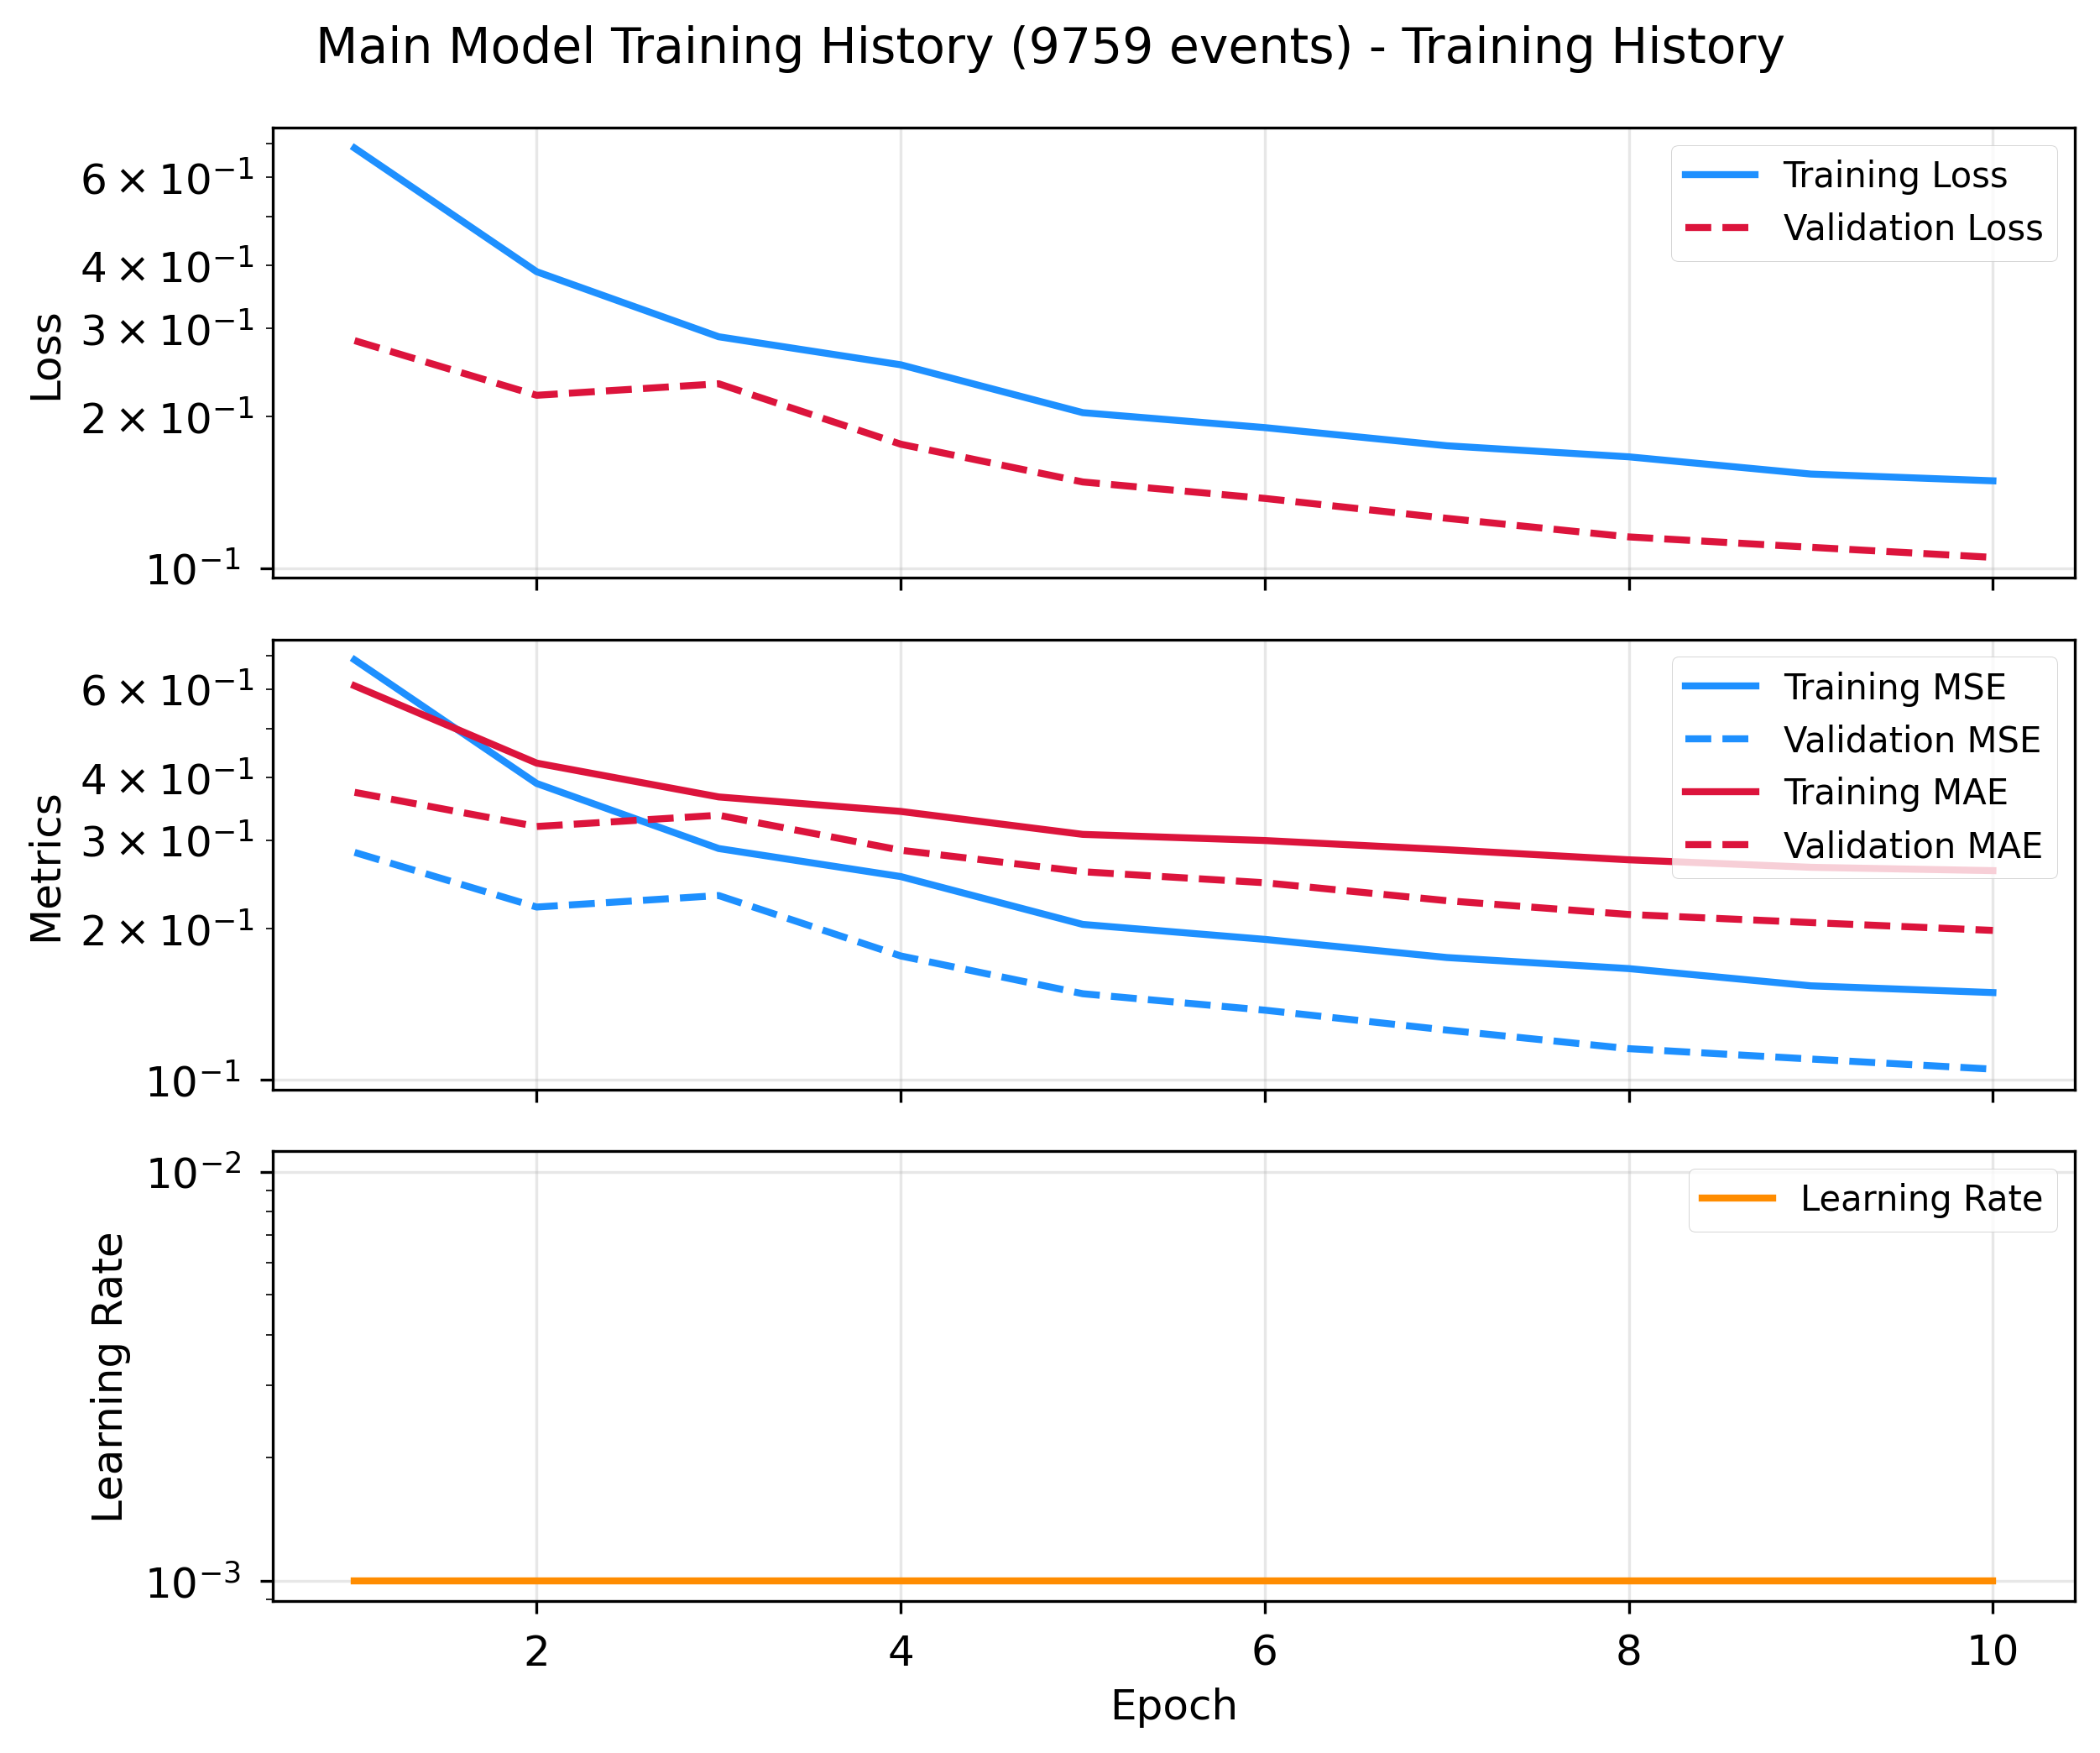 Main Model Training History (9759 events) - Training History
Loss
6 × 10⁻¹
4 × 10⁻¹
3 × 10⁻¹
2 × 10⁻¹
10⁻¹
Training Loss
Validation Loss
Metrics
6 × 10⁻¹
4 × 10⁻¹
3 × 10⁻¹
2 × 10⁻¹
10⁻¹
Training MSE
Validation MSE
Training MAE
Validation MAE
Learning Rate
10⁻²
10⁻³
Learning Rate
2 4 6 8 10
Epoch